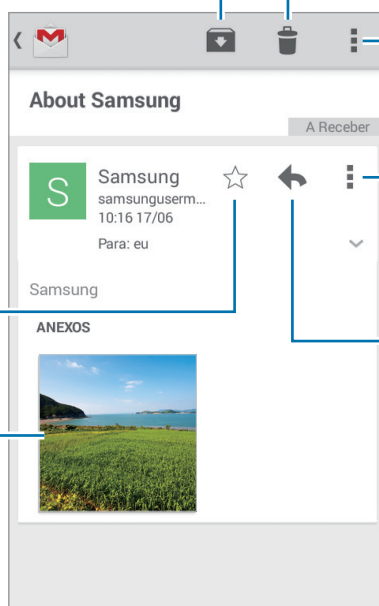 About Samsung
A Receber
S
Samsung
samsunguserm...
10:16 17/06
Para: eu
Samsung
ANEXOS